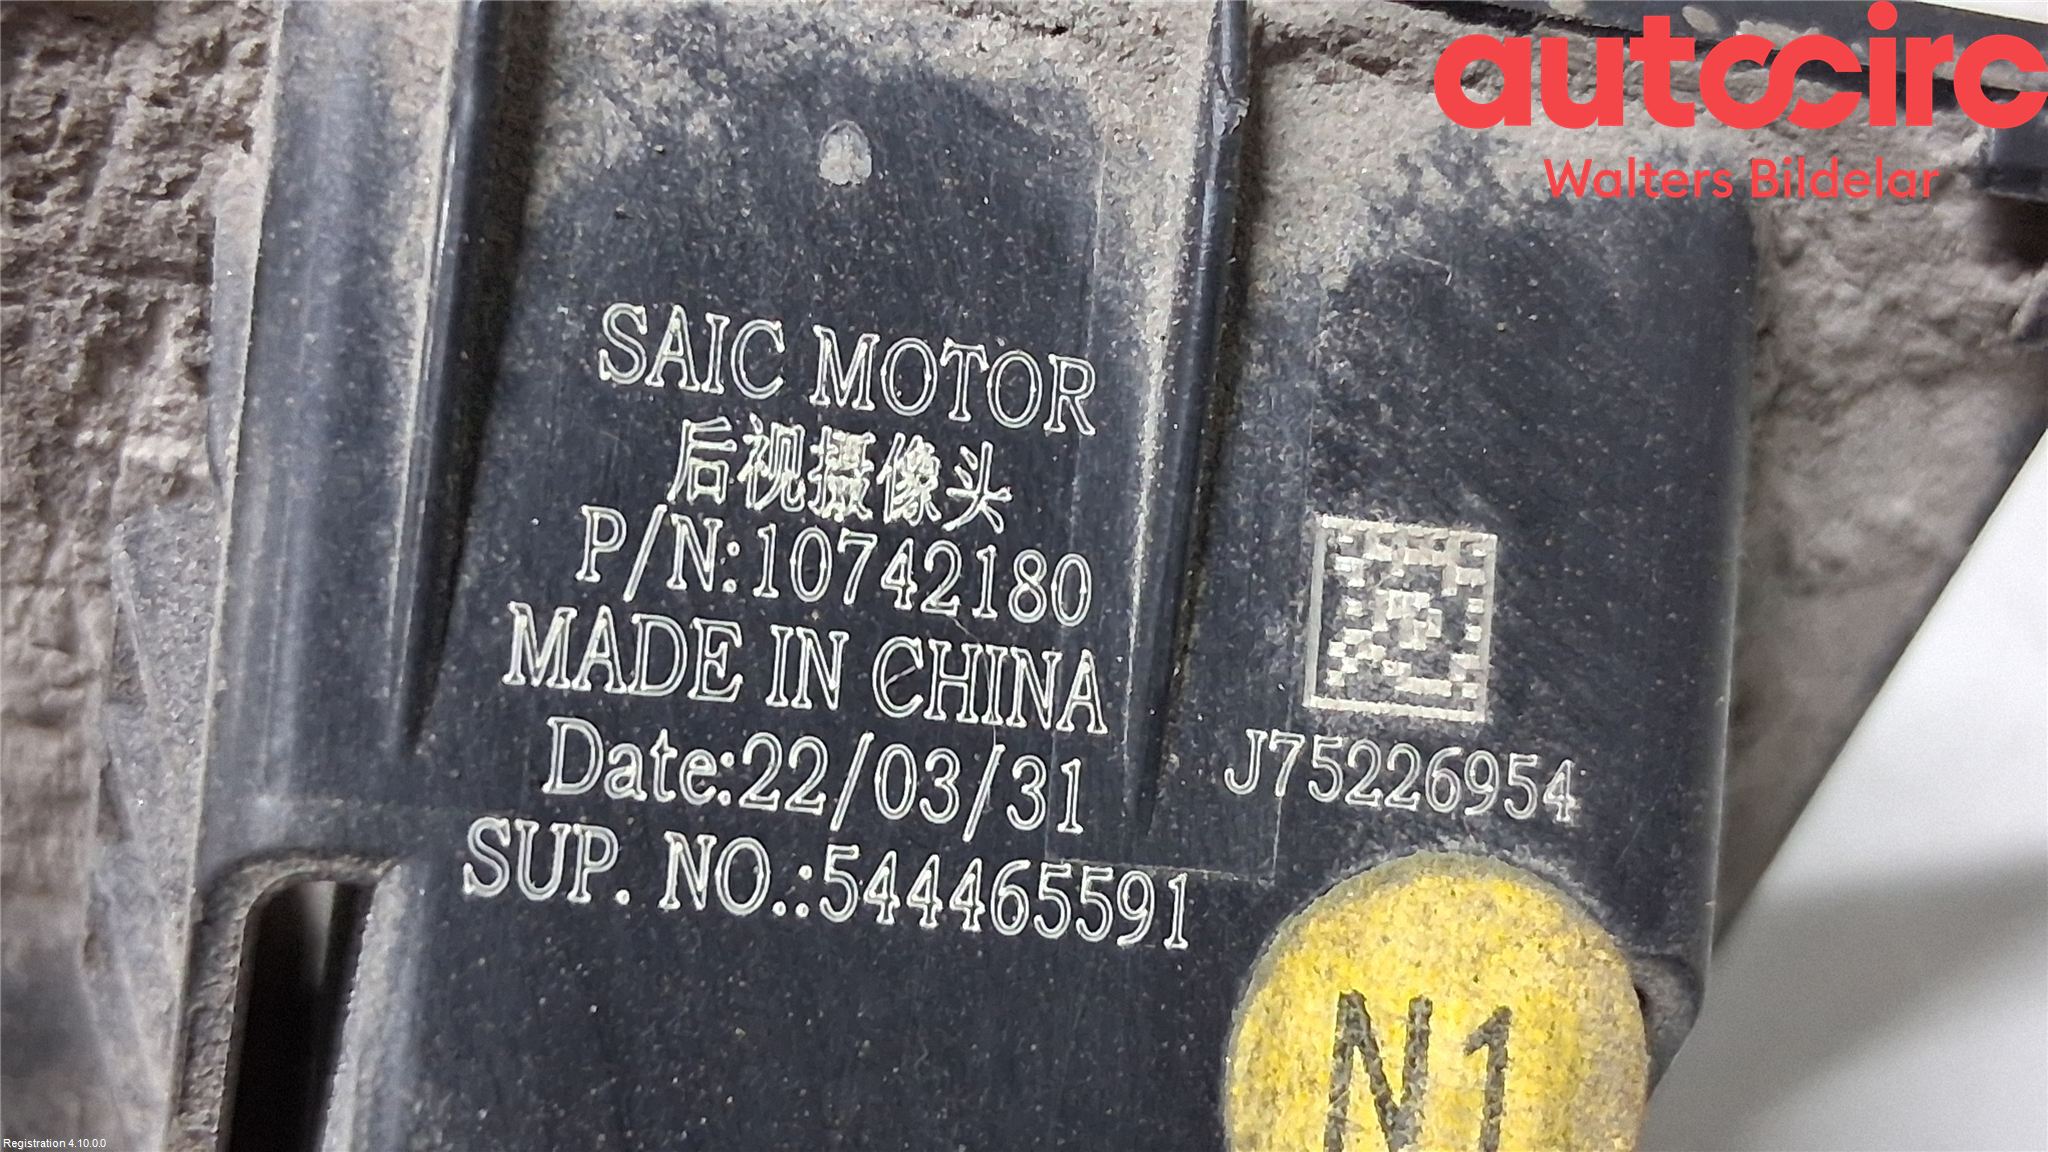 autocirc
Walters Bildelar
SAIC MOTOR
后视摄像头
P/N:10742180
MADE IN CHINA
Date:22/03/31
SUP. NO.:544465591
J75226954
N1
Registration 4.10.0.0